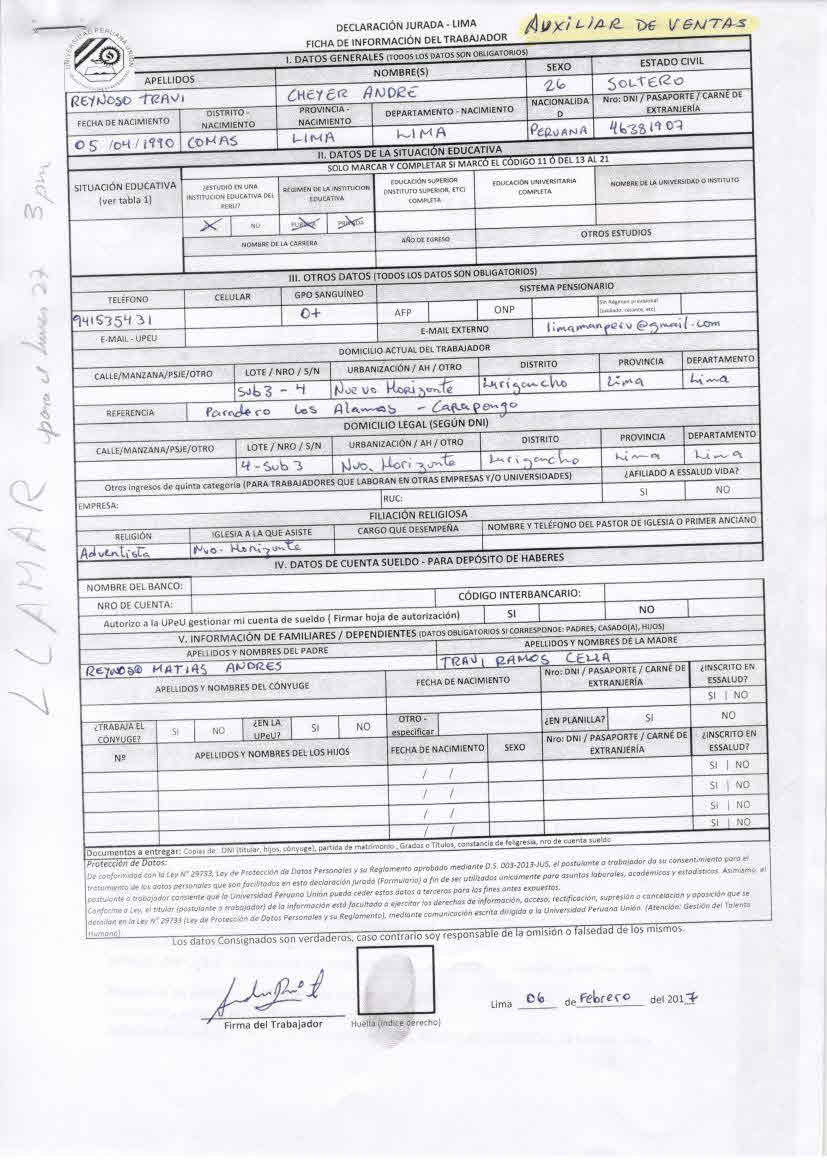 DECLARACIÓN JURADA - LIMA
AUXILIAR DE VENTAS
FICHA DE INFORMACIÓN DEL TRABAJADOR
UNIVERSIDAD PERUANA UNIÓN
I. DATOS GENERALES (TODOS LOS DATOS SON OBLIGATORIOS)
APELLIDOS NOMBRE(S) SEXO ESTADO CIVIL
REYNOSO TRAVI CHEYER ANDRE 26 SOLTERO
FECHA DE NACIMIENTO DISTRITO - NACIMIENTO PROVINCIA - NACIMIENTO DEPARTAMENTO - NACIMIENTO NACIONALIDAD Nro: DNI / PASAPORTE / CARNÉ DE EXTRANJERÍA
05 /04/1990 COMAS LIMA LIMA PERUANA 46381907
II. DATOS DE LA SITUACIÓN EDUCATIVA
SOLO MARCAR Y COMPLETAR SI MARCÓ EL CÓDIGO 11 Ó DEL 13 AL 21
SITUACIÓN EDUCATIVA (ver tabla 1) ¿ESTUDIÓ EN UNA INSTITUCION EDUCATIVA DEL PERU? RÉGIMEN DE LA INSTITUCION EDUCATIVA EDUCACIÓN SUPERIOR (INSTITUTO SUPERIOR, ETC) COMPLETA EDUCACIÓN UNIVERSITARIA COMPLETA NOMBRE DE LA UNIVERSIDAD O INSTITUTO
NO PUBLICA PRIVADA
NOMBRE DE LA CARRERA AÑO DE EGRESO OTROS ESTUDIOS
III. OTROS DATOS (TODOS LOS DATOS SON OBLIGATORIOS)
TELÉFONO CELULAR GPO SANGUÍNEO SISTEMA PENSIONARIO
941535431 O+ AFP ONP Sin Régimen previsional (jubilado, cesante, etc)
E-MAIL - UPEU E-MAIL EXTERNO limamanperu@gmail.com
DOMICILIO ACTUAL DEL TRABAJADOR
CALLE/MANZANA/PSJE/OTRO LOTE / NRO / S/N URBANIZACIÓN / AH / OTRO DISTRITO PROVINCIA DEPARTAMENTO
Sub3 - 4 Nuevo Horizonte Lurigancho Lima Lima
REFERENCIA Paradero Los Alamos - Carapongo
DOMICILIO LEGAL (SEGÚN DNI)
CALLE/MANZANA/PSJE/OTRO LOTE / NRO / S/N URBANIZACIÓN / AH / OTRO DISTRITO PROVINCIA DEPARTAMENTO
4-Sub 3 Nvo. Horizonte Lurigancho Lima Lima
Otros ingresos de quinta categoría (PARA TRABAJADORES QUE LABORAN EN OTRAS EMPRESAS Y/O UNIVERSIDADES) ¿AFILIADO A ESSALUD VIDA?
EMPRESA: RUC: SI NO
FILIACIÓN RELIGIOSA
RELIGIÓN IGLESIA A LA QUE ASISTE CARGO QUE DESEMPEÑA NOMBRE Y TELÉFONO DEL PASTOR DE IGLESIA O PRIMER ANCIANO
Adventista Nvo. Horizonte
IV. DATOS DE CUENTA SUELDO - PARA DEPÓSITO DE HABERES
NOMBRE DEL BANCO:
NRO DE CUENTA: CÓDIGO INTERBANCARIO:
Autorizo a la UPeU gestionar mi cuenta de sueldo ( Firmar hoja de autorización) SI NO
V. INFORMACIÓN DE FAMILIARES / DEPENDIENTES (DATOS OBLIGATORIOS SI CORRESPONDE: PADRES, CASADO(A), HIJOS)
APELLIDOS Y NOMBRES DEL PADRE APELLIDOS Y NOMBRES DE LA MADRE
REYNOSO MATIAS ANDRES TRAVI RAMOS CELIA
APELLIDOS Y NOMBRES DEL CÓNYUGE FECHA DE NACIMIENTO Nro: DNI / PASAPORTE / CARNÉ DE EXTRANJERÍA ¿INSCRITO EN ESSALUD?
SI | NO
¿TRABAJA EL CÓNYUGE? SI NO ¿EN LA UPeU? SI NO OTRO - especificar ¿EN PLANILLA? SI NO
Nº APELLIDOS Y NOMBRES DEL LOS HIJOS FECHA DE NACIMIENTO SEXO Nro: DNI / PASAPORTE / CARNÉ DE EXTRANJERÍA ¿INSCRITO EN ESSALUD?
/ / SI | NO
/ / SI | NO
/ / SI | NO
/ / SI | NO
Documentos a entregar: Copias de: DNI (titular, hijos, cónyuge), partida de matrimonio , Grados o Títulos, constancia de feligresia, nro de cuenta sueldo
Protección de Datos:
De conformidad con la Ley N° 29733, Ley de Protección de Datos Personales y su Reglamento aprobado mediante D.S. 003-2013-JUS, el postulante a trabajador da su consentimiento para el
tratamiento de los datos personales que son facilitados en esta declaración jurada (Formulario) a fin de ser utilizados únicamente para asuntos laborales, académicos y estadísticos. Asimismo, el
postulante a trabajador consiente que la Universidad Peruana Unión pueda ceder estos datos a terceros para los fines antes expuestos.
Conforme a Ley, el titular (postulante a trabajador) de la información está facultado a ejercitar los derechos de información, acceso, rectificación, supresión o cancelación y oposición que se
detallan en la Ley N° 29733 (Ley de Protección de Datos Personales y su Reglamento), mediante comunicación escrita dirigida a la Universidad Peruana Unión. (Atención: Gestión del Talento
Humano)
Los datos Consignados son verdaderos, caso contrario soy responsable de la omisión o falsedad de los mismos.
Lima 06 de Febrero del 2017
Firma del Trabajador Huella (índice derecho)
LLAMAR para el lunes 27 3 pm